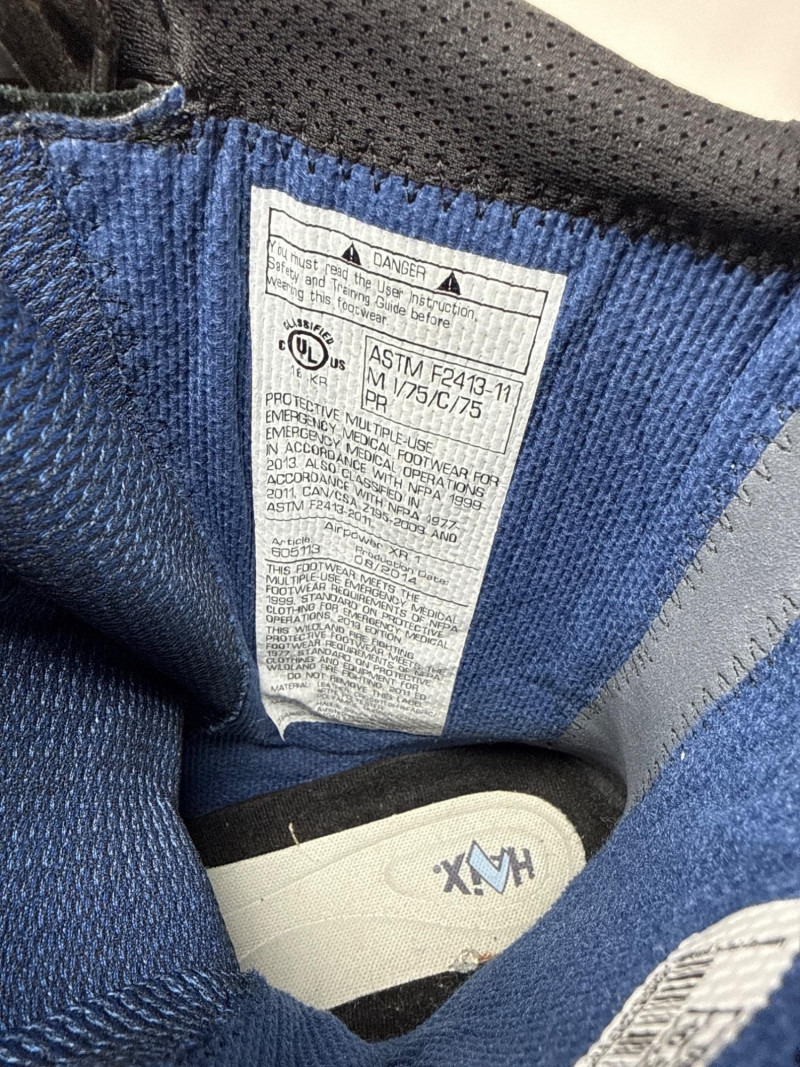 DANGER
You must read the User Instruction,
Safety and Training Guide before
wearing this footwear.
CLASSIFIED
C UL US
16 KR
ASTM F2413-11
M I/75/C/75
PR
PROTECTIVE MULTIPLE-USE
EMERGENCY MEDICAL FOOTWEAR FOR
EMERGENCY MEDICAL OPERATIONS
IN ACCORDANCE WITH NFPA 1999-
2013. ALSO CLASSIFIED IN
ACCORDANCE WITH NFPA 1977-
2011, CAN/CSA Z195-2009, AND
ASTM F2413-2011.
Airpower XR 1
Article: Production Date:
605113 08/2014
THIS FOOTWEAR MEETS THE
MULTIPLE-USE EMERGENCY MEDICAL
FOOTWEAR REQUIREMENTS OF NFPA
1999, STANDARD ON PROTECTIVE
CLOTHING FOR EMERGENCY MEDICAL
OPERATIONS, 2013 EDITION.
THIS WILDLAND FIRE FIGHTING
PROTECTIVE FOOTWEAR MEETS THE
FOOTWEAR REQUIREMENTS OF NFPA
1977, STANDARD ON PROTECTIVE
CLOTHING AND EQUIPMENT FOR
WILDLAND FIRE FIGHTING, 2011 ED.
DO NOT REMOVE THIS LABEL
MATERIAL:
HAIX.